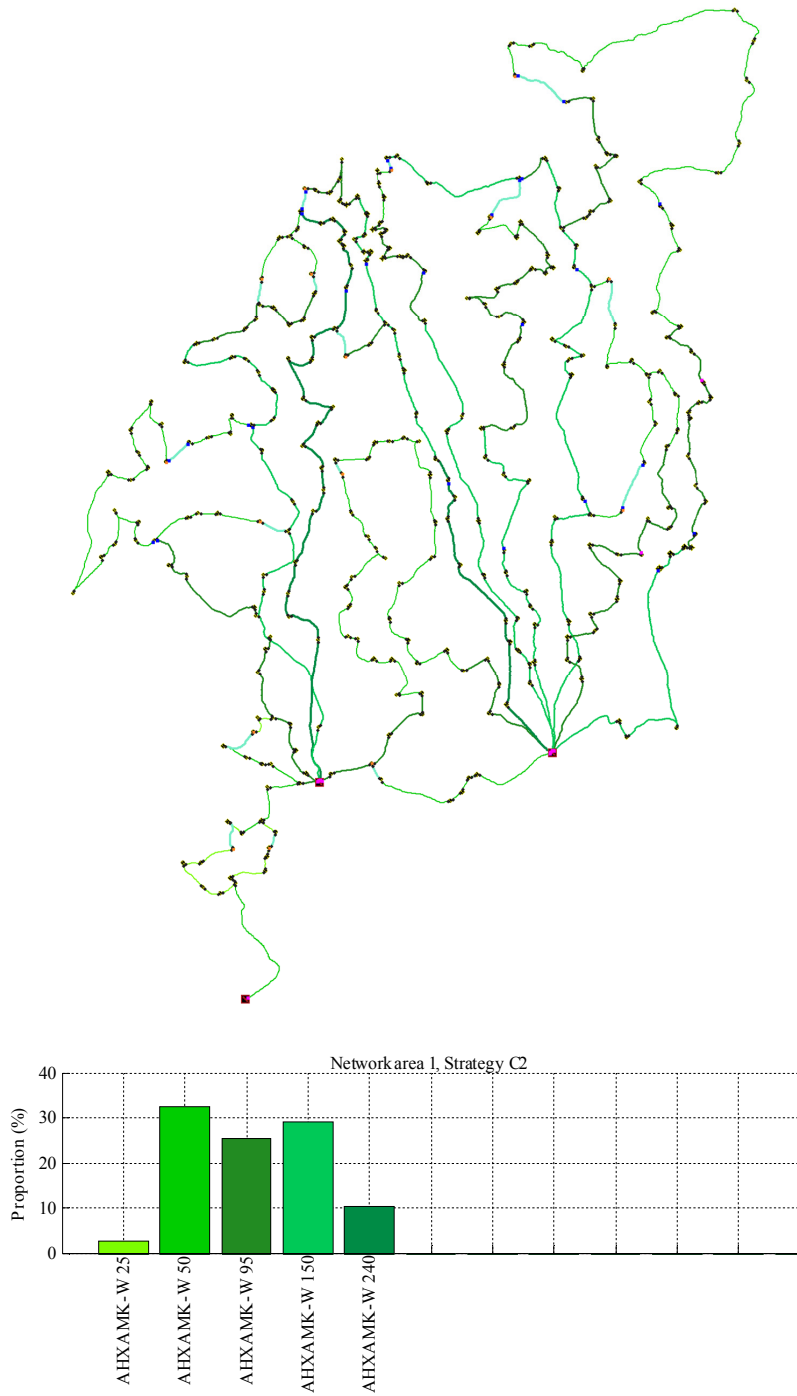 Network area 1, Strategy C2
Proportion (%)
40
30
20
10
0
AHXAMK-W 25
AHXAMK-W 50
AHXAMK-W 95
AHXAMK-W 150
AHXAMK-W 240